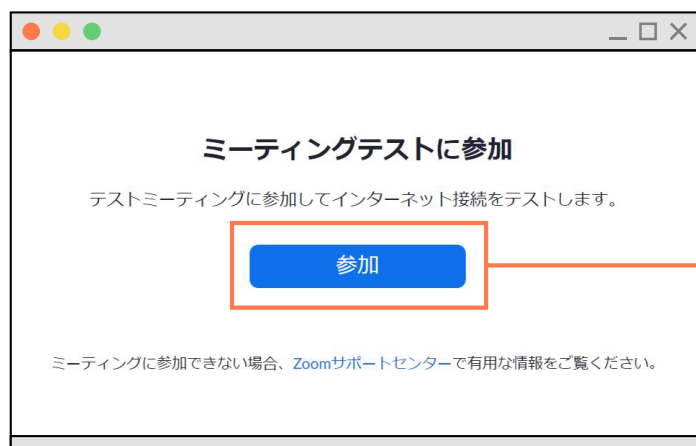 ミーティングテストに参加
テストミーティングに参加してインターネット接続をテストします。
参加
ミーティングに参加できない場合、Zoomサポートセンターで有用な情報をご覧ください。